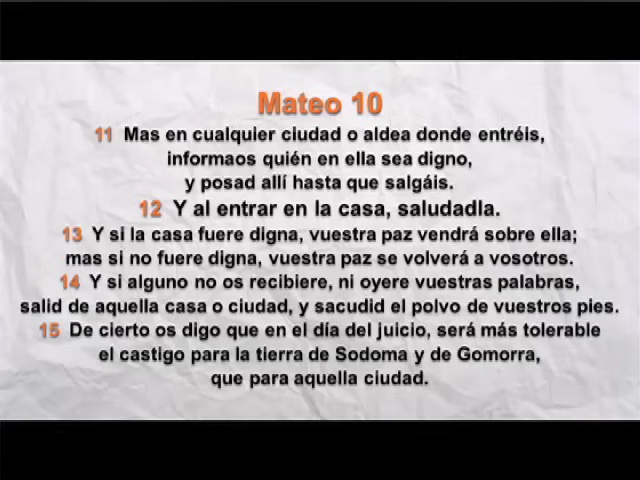 Mateo 10
11 Mas en cualquier ciudad o aldea donde entréis,
informaos quién en ella sea digno,
y posad allí hasta que salgáis.
12 Y al entrar en la casa, saludadla.
13 Y si la casa fuere digna, vuestra paz vendrá sobre ella;
mas si no fuere digna, vuestra paz se volverá a vosotros.
14 Y si alguno no os recibiere, ni oyere vuestras palabras,
salid de aquella casa o ciudad, y sacudid el polvo de vuestros pies.
15 De cierto os digo que en el día del juicio, será más tolerable
el castigo para la tierra de Sodoma y de Gomorra,
que para aquella ciudad.